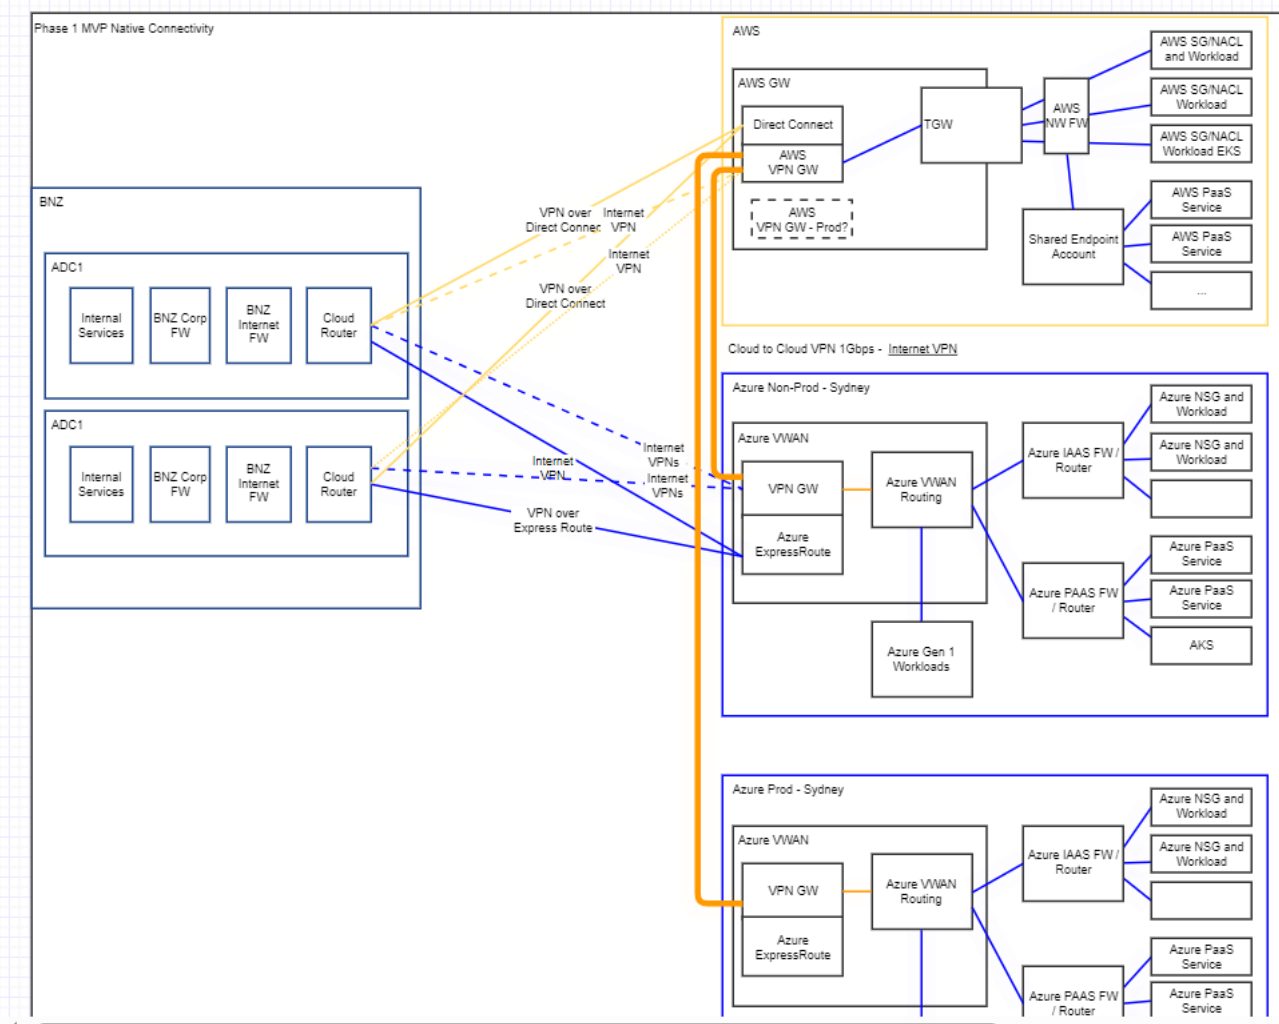 Phase 1 MVP Native Connectivity
AWS
AWS GW
Direct Connect
AWS
VPN GW
AWS
VPN GW - Prod?
TGW
AWS
NW FW
AWS SG/NACL
and Workload
AWS SG/NACL
Workload
AWS SG/NACL
Workload EKS
Shared Endpoint
Account
AWS PaaS
Service
AWS PaaS
Service
...
BNZ
ADC1
Internal
Services
BNZ Corp
FW
BNZ
Internet
FW
Cloud
Router
ADC1
Internal
Services
BNZ Corp
FW
BNZ
Internet
FW
Cloud
Router
VPN over
Direct Connec
Internet
VPN
Internet
VPN
VPN over
Direct Connect
Internet
VPNs
Internet
VPN
Internet
VPNs
VPN over
Express Route
Cloud to Cloud VPN 1Gbps - Internet VPN
Azure Non-Prod - Sydney
Azure VWAN
VPN GW
Azure
ExpressRoute
Azure VWAN
Routing
Azure Gen 1
Workloads
Azure IAAS FW /
Router
Azure NSG and
Workload
Azure NSG and
Workload
Azure PAAS FW
/ Router
Azure PaaS
Service
Azure PaaS
Service
AKS
Azure Prod - Sydney
Azure VWAN
VPN GW
Azure
ExpressRoute
Azure VWAN
Routing
Azure IAAS FW /
Router
Azure NSG and
Workload
Azure NSG and
Workload
Azure PAAS FW
/ Router
Azure PaaS
Service
Azure PaaS
Service